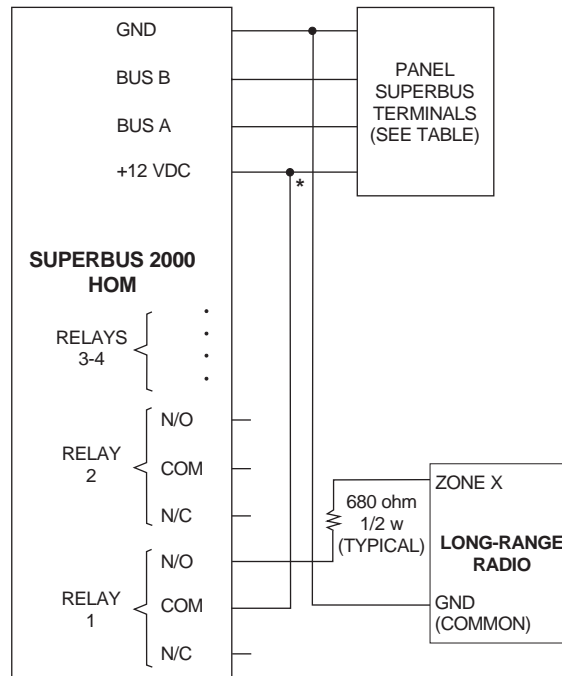 GND
BUS B
BUS A
+12 VDC
*
PANEL
SUPERBUS
TERMINALS
(SEE TABLE)
SUPERBUS 2000
HOM
RELAYS
3-4
RELAY
2
N/O
COM
N/C
RELAY
1
N/O
COM
N/C
680 ohm
1/2 w
(TYPICAL)
ZONE X
LONG-RANGE
RADIO
GND
(COMMON)